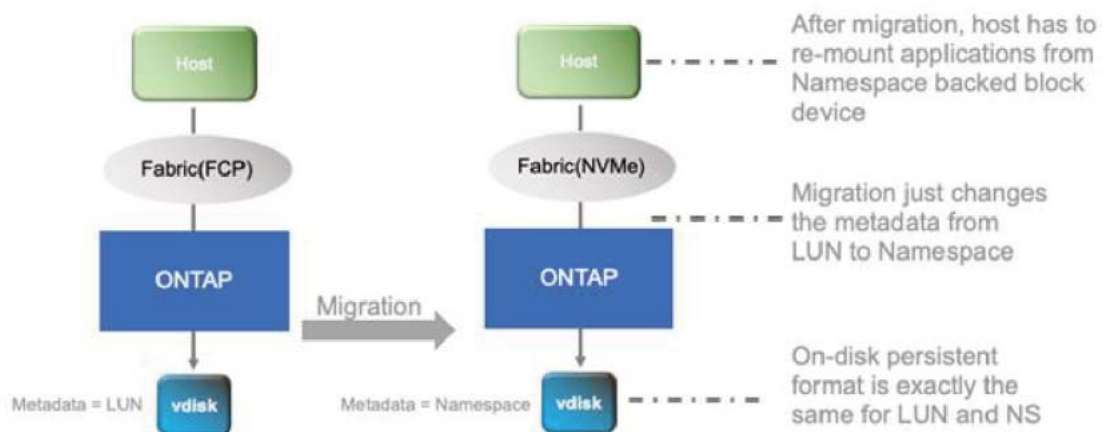 Host
Fabric(FCP)
ONTAP
Metadata = LUN
vdisk
Migration
Host
Fabric(NVMe)
ONTAP
Metadata = Namespace
vdisk
After migration, host has to
re-mount applications from
Namespace backed block
device
Migration just changes
the metadata from
LUN to Namespace
On-disk persistent
format is exactly the
same for LUN and NS